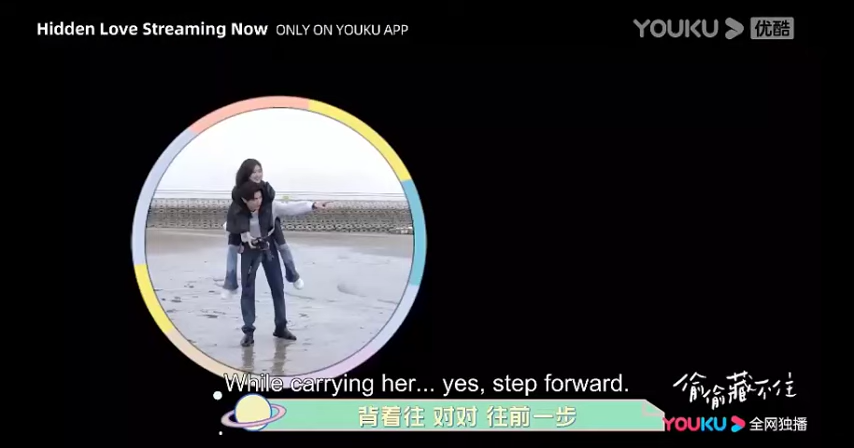 Hidden Love Streaming Now ONLY ON YOUKU APP
YOUKU 优酷
While carrying her... yes, step forward.
背着往 对对 往前一步
偷偷藏不住
YOUKU 全网独播